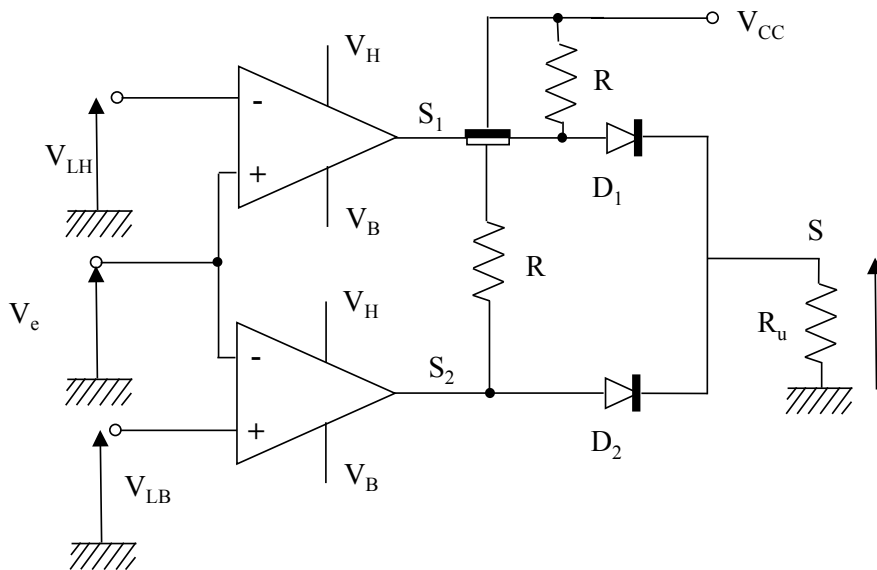 V_CC
V_H
R
-
S_1
V_LH
+
D_1
V_B
S
R
V_e
V_H
R_u
-
S_2
+
D_2
V_LB
V_B